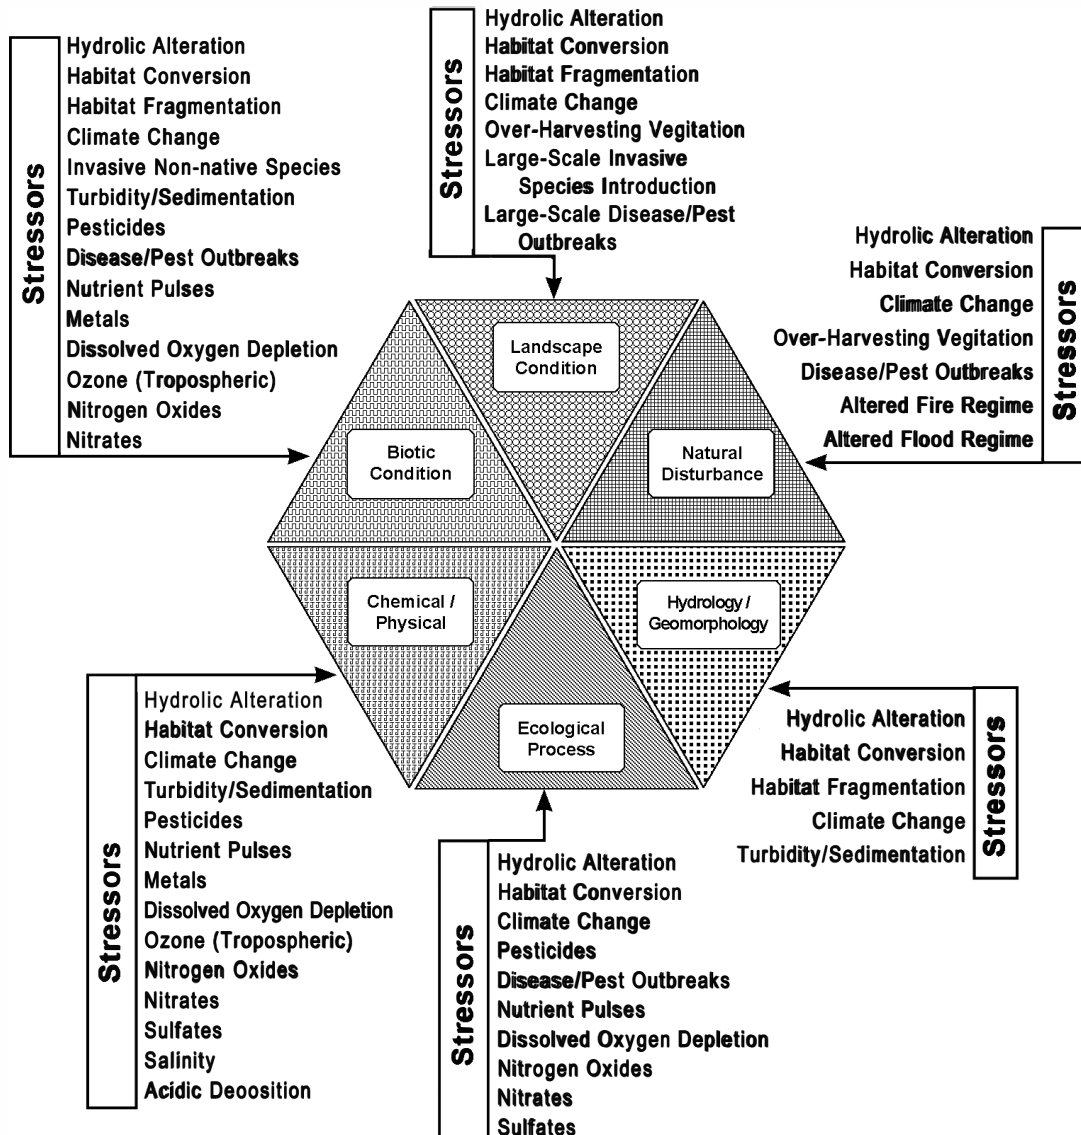 Stressors
Hydrolic Alteration
Habitat Conversion
Habitat Fragmentation
Climate Change
Invasive Non-native Species
Turbidity/Sedimentation
Pesticides
Disease/Pest Outbreaks
Nutrient Pulses
Metals
Dissolved Oxygen Depletion
Ozone (Tropospheric)
Nitrogen Oxides
Nitrates
Stressors
Hydrolic Alteration
Habitat Conversion
Habitat Fragmentation
Climate Change
Over-Harvesting Vegitation
Large-Scale Invasive
Species Introduction
Large-Scale Disease/Pest
Outbreaks
Stressors
Hydrolic Alteration
Habitat Conversion
Climate Change
Over-Harvesting Vegitation
Disease/Pest Outbreaks
Altered Fire Regime
Altered Flood Regime
Landscape
Condition
Biotic
Condition
Natural
Disturbance
Chemical /
Physical
Hydrology /
Geomorphology
Ecological
Process
Stressors
Hydrolic Alteration
Habitat Conversion
Climate Change
Turbidity/Sedimentation
Pesticides
Nutrient Pulses
Metals
Dissolved Oxygen Depletion
Ozone (Tropospheric)
Nitrogen Oxides
Nitrates
Sulfates
Salinity
Acidic Deoosition
Stressors
Hydrolic Alteration
Habitat Conversion
Climate Change
Pesticides
Disease/Pest Outbreaks
Nutrient Pulses
Dissolved Oxygen Depletion
Nitrogen Oxides
Nitrates
Sulfates
Stressors
Hydrolic Alteration
Habitat Conversion
Habitat Fragmentation
Climate Change
Turbidity/Sedimentation